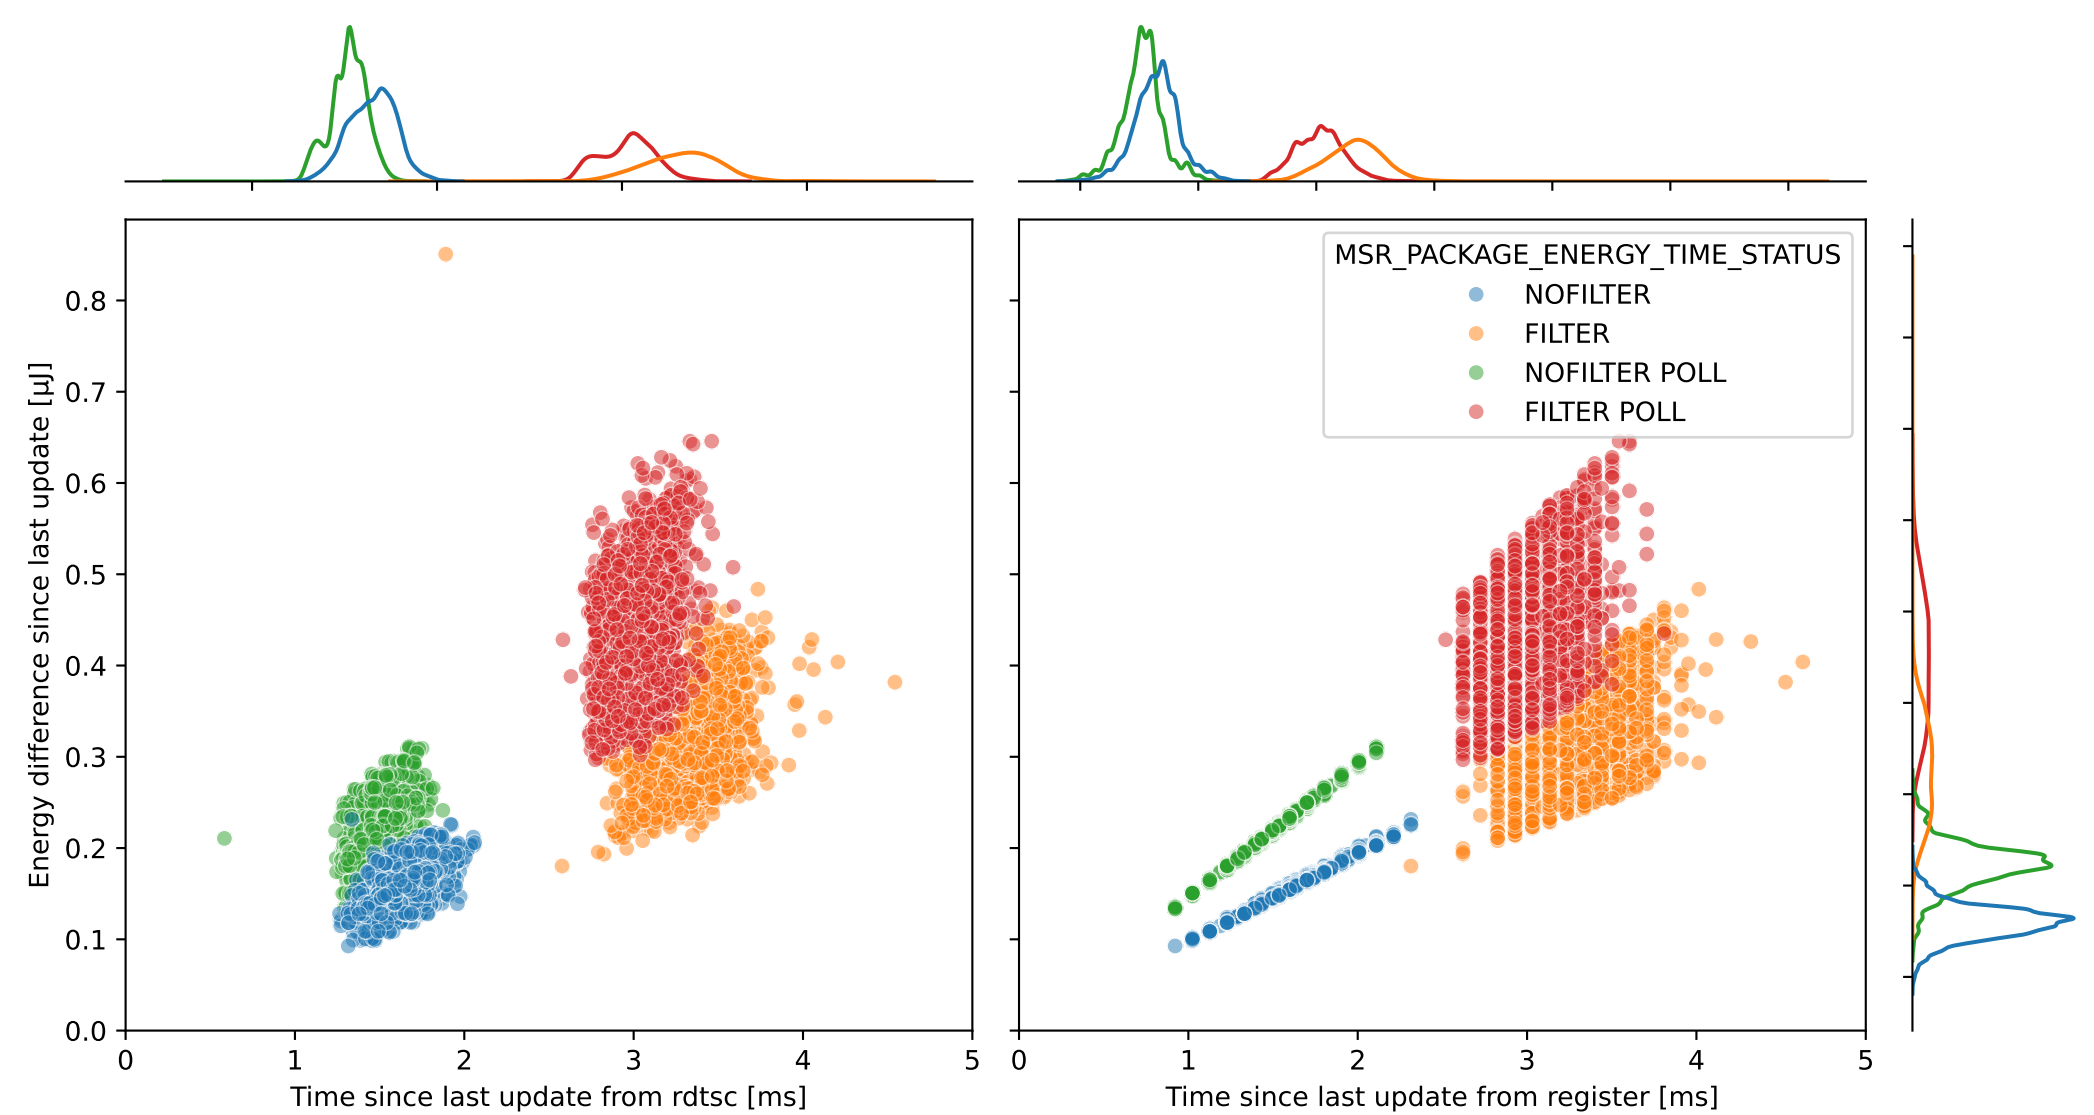 MSR_PACKAGE_ENERGY_TIME_STATUS
NOFILTER
FILTER
NOFILTER POLL
FILTER POLL
Energy difference since last update [µJ]
0.8
0.7
0.6
0.5
0.4
0.3
0.2
0.1
0.0
0 1 2 3 4 5
0 1 2 3 4 5
Time since last update from rdtsc [ms]
Time since last update from register [ms]